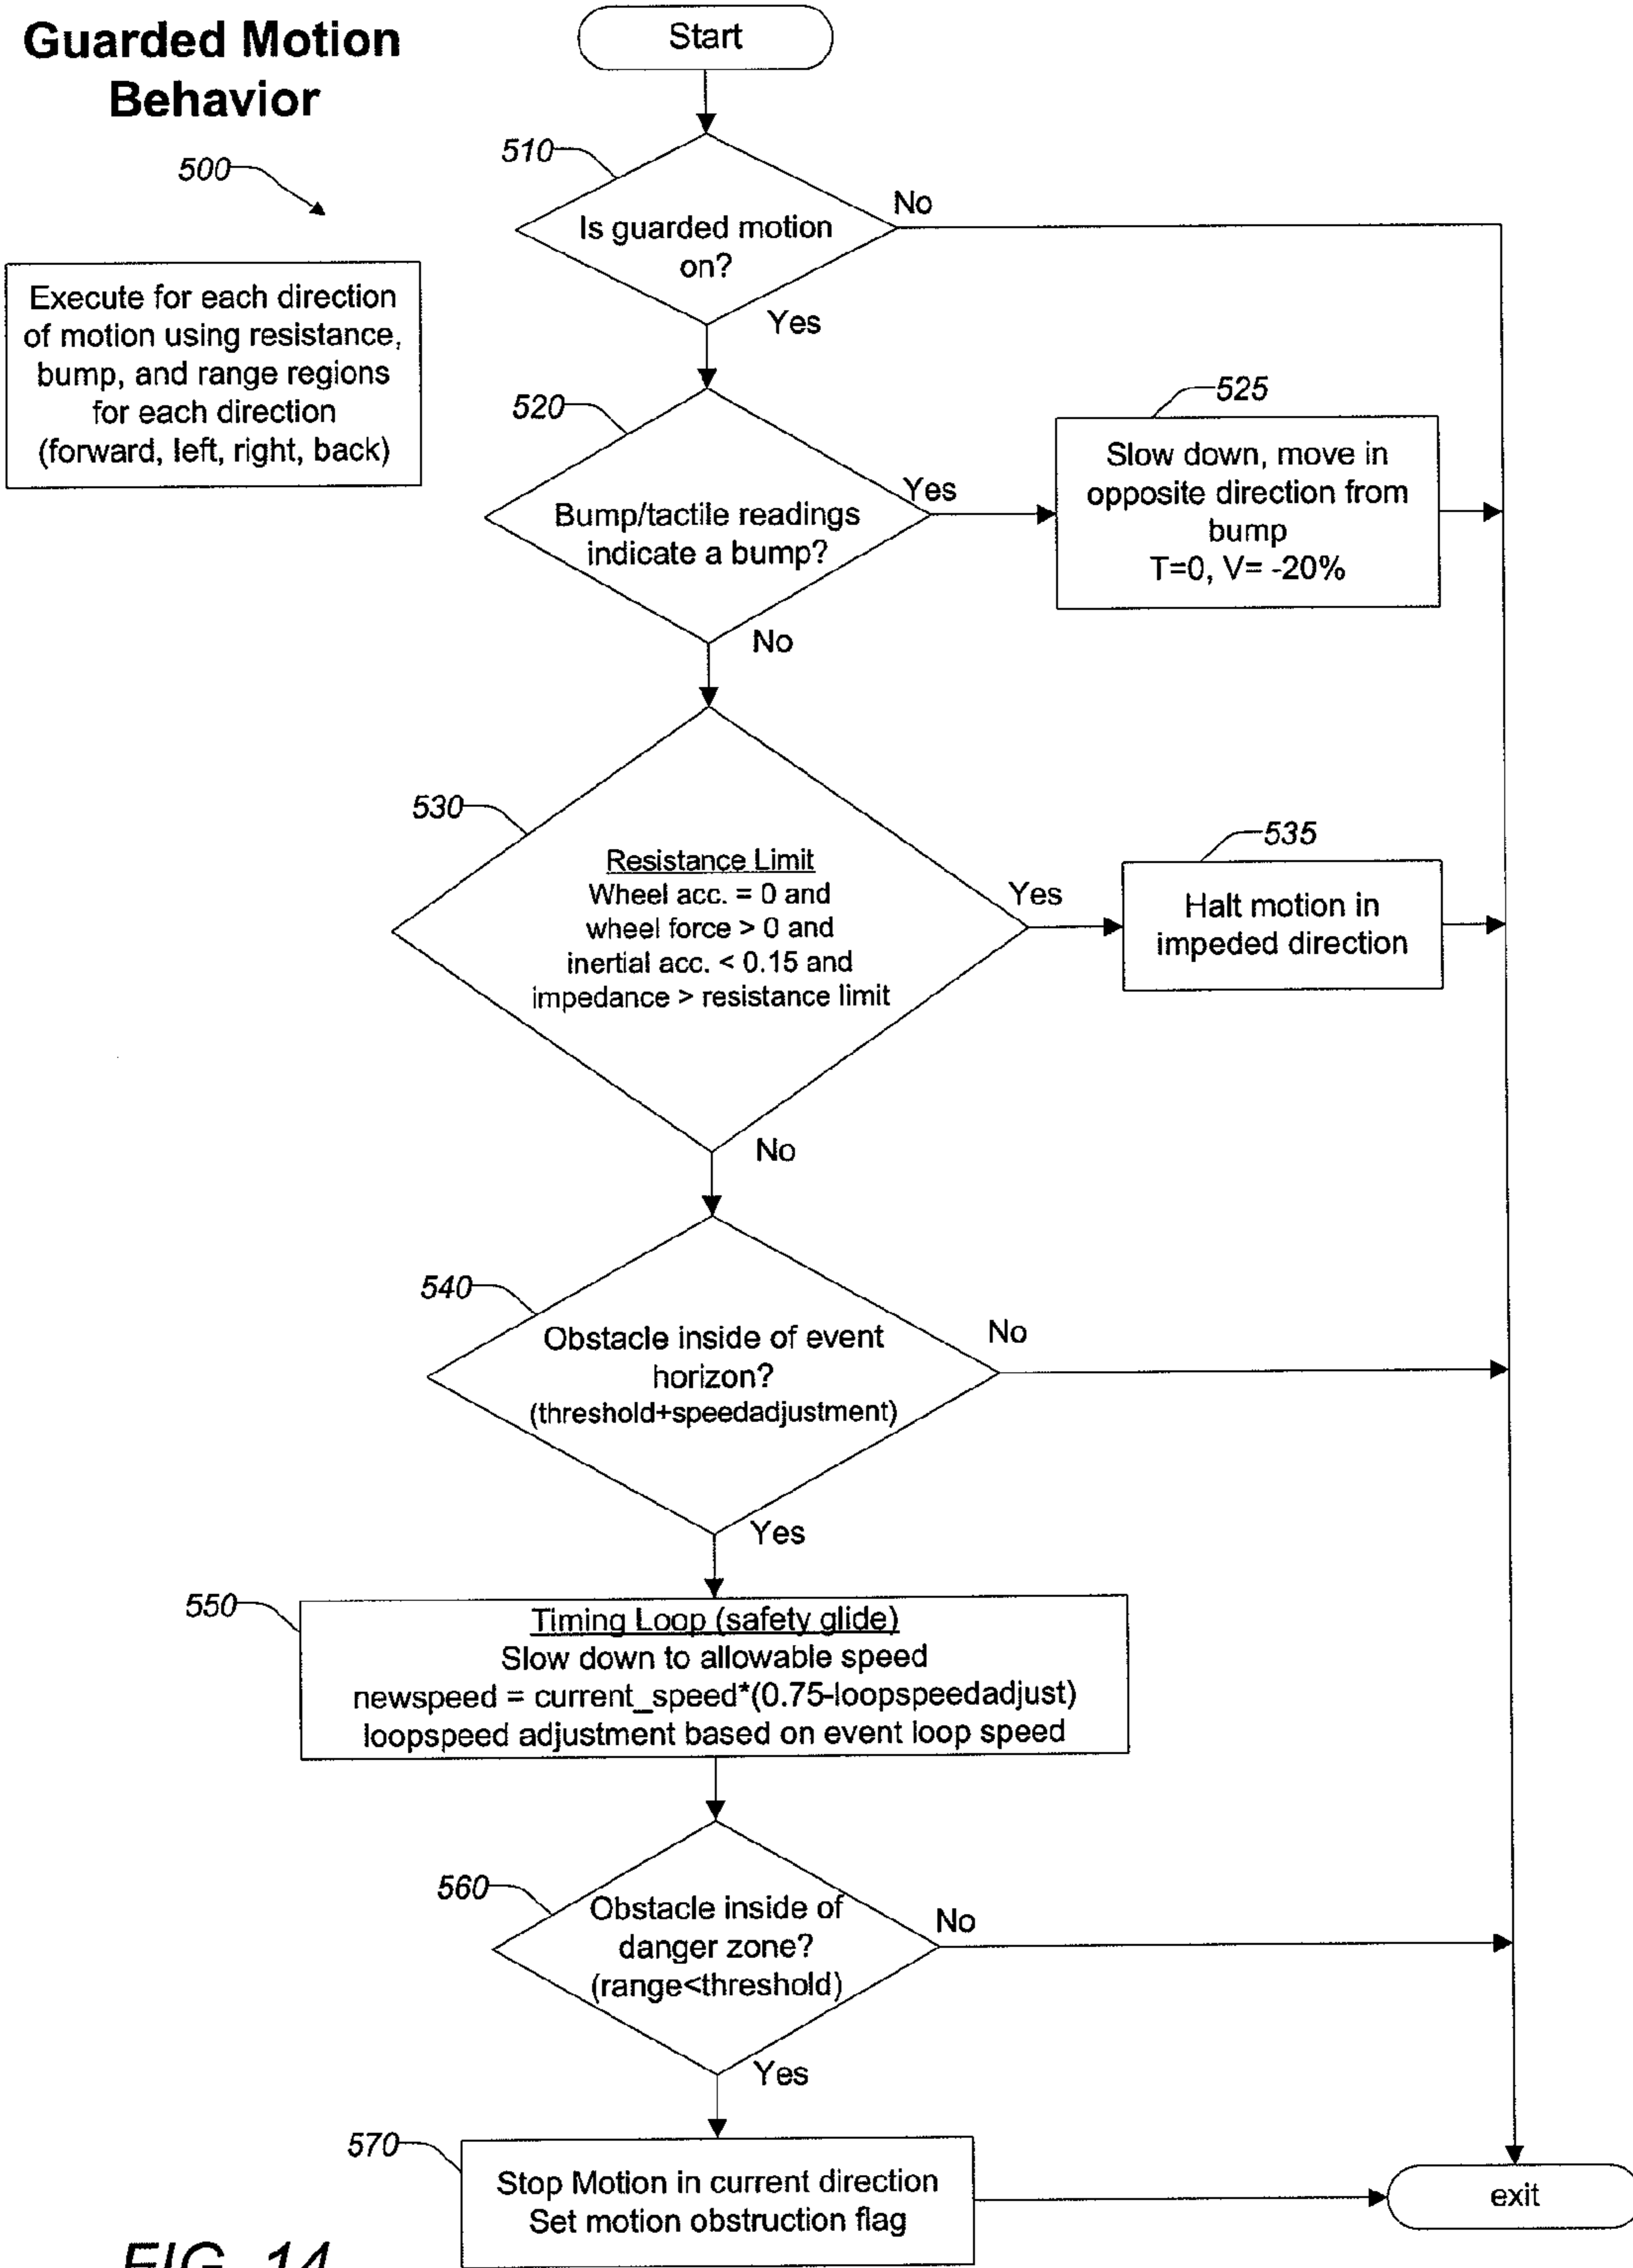 Guarded Motion
Behavior
500
Execute for each direction
of motion using resistance,
bump, and range regions
for each direction
(forward, left, right, back)
Start
510
Is guarded motion
on?
No
Yes
520
Bump/tactile readings
indicate a bump?
Yes
525
Slow down, move in
opposite direction from
bump
T=0, V= -20%
No
530
Resistance Limit
Wheel acc. = 0 and
wheel force > 0 and
inertial acc. < 0.15 and
impedance > resistance limit
Yes
535
Halt motion in
impeded direction
No
540
Obstacle inside of event
horizon?
(threshold+speedadjustment)
No
Yes
550
Timing Loop (safety glide)
Slow down to allowable speed
newspeed = current_speed*(0.75-loopspeedadjust)
loopspeed adjustment based on event loop speed
560
Obstacle inside of
danger zone?
(range<threshold)
No
Yes
570
Stop Motion in current direction
Set motion obstruction flag
exit
FIG. 14